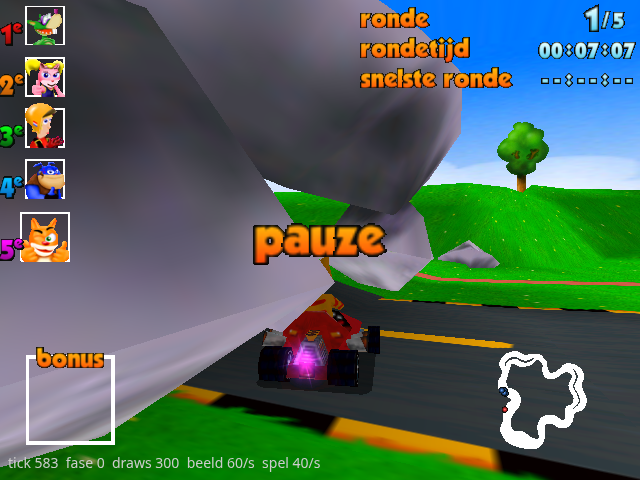 1e
ronde 1/5
rondetijd 00:07:07
2e
snelste ronde --:--:--
3e
4e
5e
pauze
bonus
tick 583 fase 0 draws 300 beeld 60/s spel 40/s